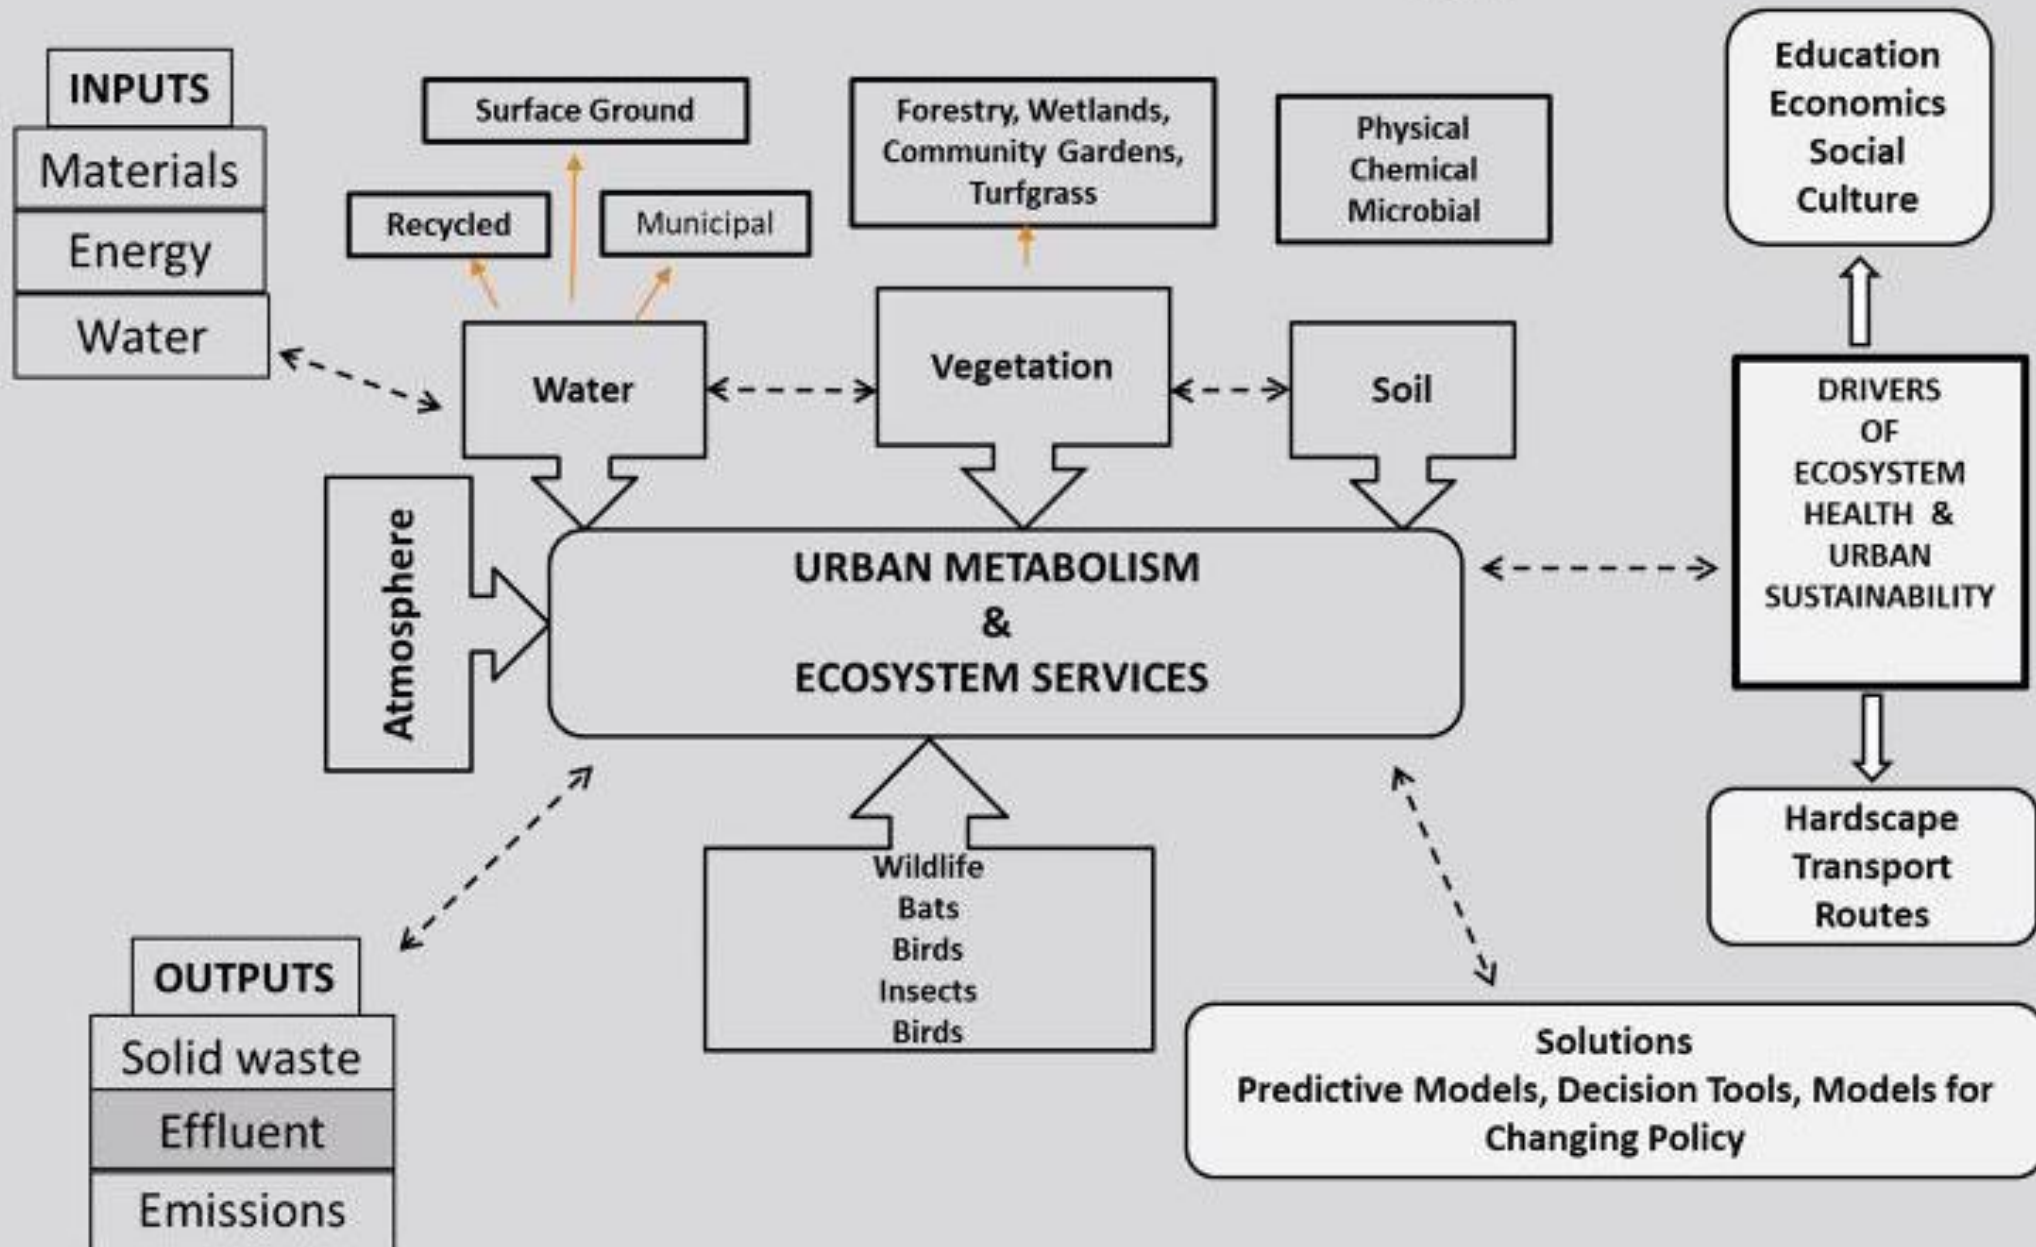 INPUTS
Materials
Energy
Water
Surface Ground
Recycled
Municipal
Forestry, Wetlands,
Community Gardens,
Turfgrass
Physical
Chemical
Microbial
Education
Economics
Social
Culture
Water
Vegetation
Soil
DRIVERS
OF
ECOSYSTEM
HEALTH &
URBAN
SUSTAINABILITY
Atmosphere
URBAN METABOLISM
&
ECOSYSTEM SERVICES
Hardscape
Transport
Routes
Wildlife
Bats
Birds
Insects
Birds
OUTPUTS
Solid waste
Effluent
Emissions
Solutions
Predictive Models, Decision Tools, Models for
Changing Policy